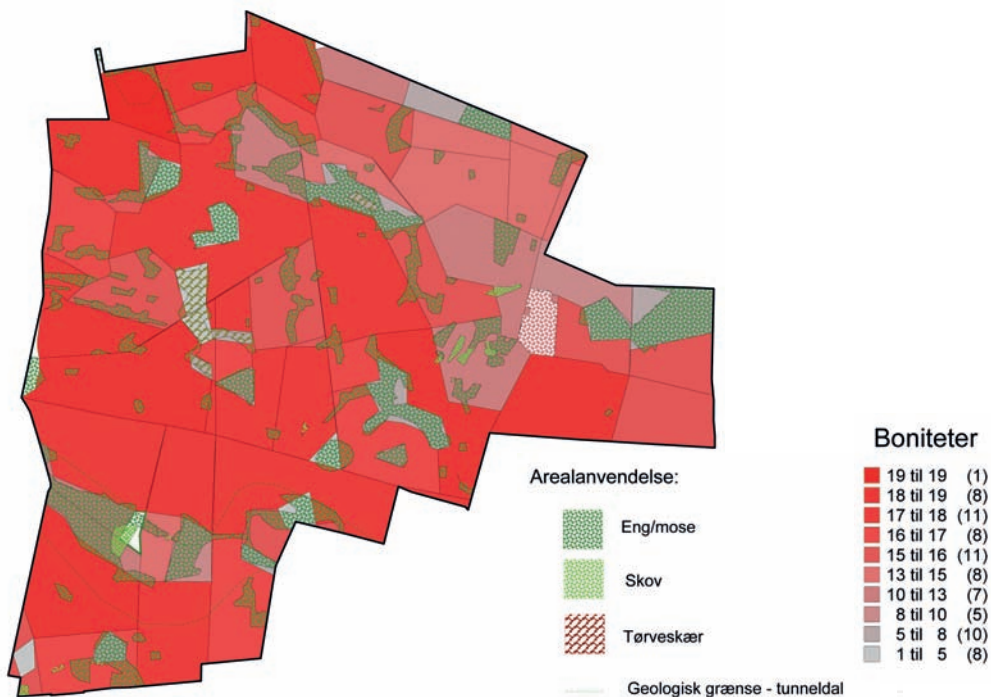 Boniteter
19 til 19 (1)
18 til 19 (8)
17 til 18 (11)
16 til 17 (8)
15 til 16 (11)
13 til 15 (8)
10 til 13 (7)
8 til 10 (5)
5 til 8 (10)
1 til 5 (8)
Arealanvendelse:
Eng/mose
Skov
Tørveskær
Geologisk grænse - tunneldal